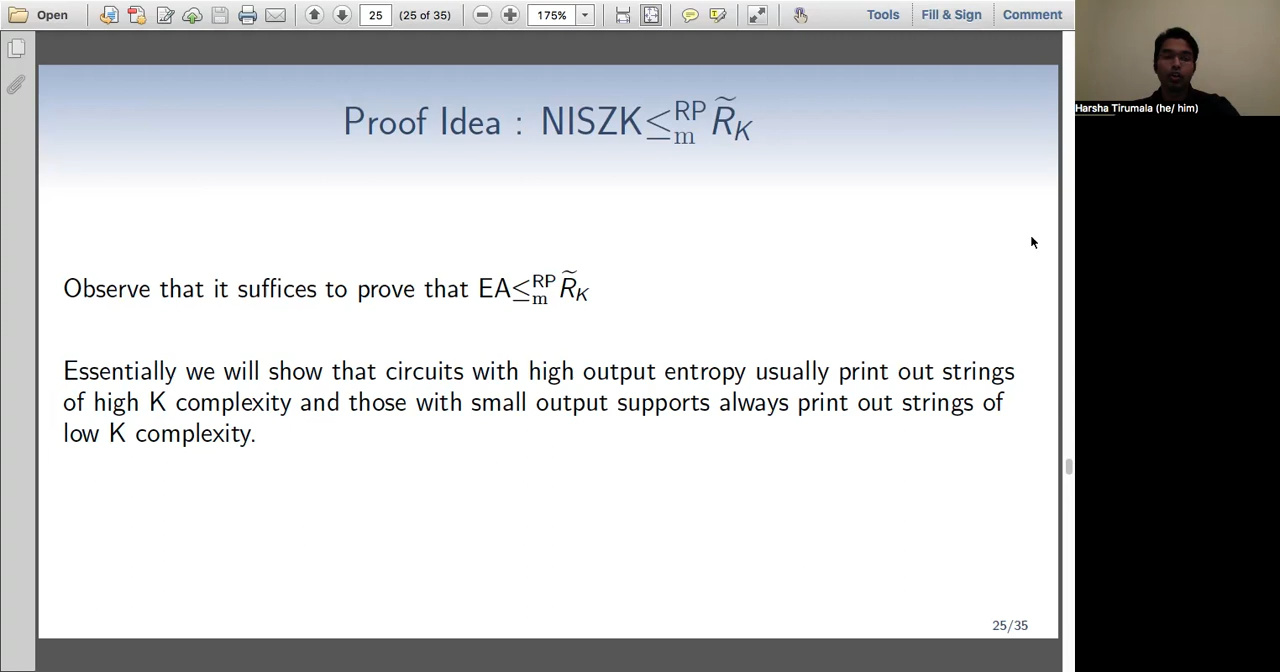 Open 25 (25 of 35) 175% Tools Fill & Sign Comment
Harsha Tirumala (he/ him)
Proof Idea : NISZK≤ₘᴿᴾ R̃_K
Observe that it suffices to prove that EA≤ₘᴿᴾ R̃_K
Essentially we will show that circuits with high output entropy usually print out strings
of high K complexity and those with small output supports always print out strings of
low K complexity.
25/35